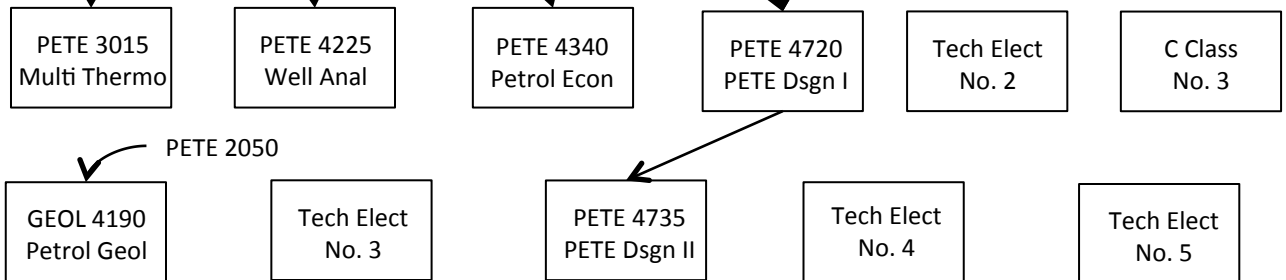 PETE 3015
Multi Thermo
PETE 4225
Well Anal
PETE 4340
Petrol Econ
PETE 4720
PETE Dsgn I
Tech Elect
No. 2
C Class
No. 3
PETE 2050
GEOL 4190
Petrol Geol
Tech Elect
No. 3
PETE 4735
PETE Dsgn II
Tech Elect
No. 4
Tech Elect
No. 5